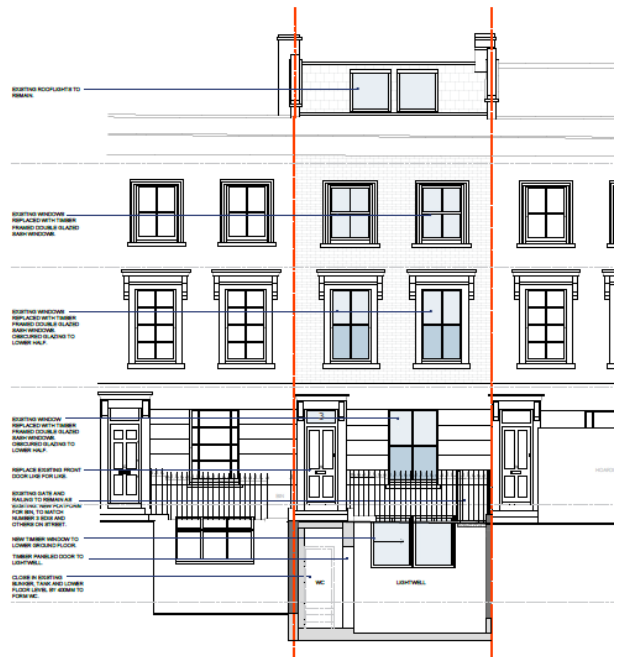 EXISTING ROOFLIGHTS TO
REMAIN.
EXISTING WINDOWS
REPLACED WITH TIMBER
FRAMED DOUBLE GLAZED
SASH WINDOWS.
EXISTING WINDOWS
REPLACED WITH TIMBER
FRAMED DOUBLE GLAZED
SASH WINDOWS.
OBSCURED GLAZING TO
LOWER HALF.
EXISTING WINDOW
REPLACED WITH TIMBER
FRAMED DOUBLE GLAZED
SASH WINDOWS.
OBSCURED GLAZING TO
LOWER HALF.
3
REPLACE EXISTING FRONT
DOOR LIKE FOR LIKE.
EXISTING GATE AND
RAILING TO REMAIN AS
EXISTING. NEW PLATFORM
FOR BIN, TO MATCH
NUMBER 5 AND
OTHERS ON STREET.
NEW TIMBER WINDOW TO
LOWER GROUND FLOOR.
TIMBER PANELED DOOR TO
LIGHTWELL.
CLOSE IN EXISTING
BUNKER, TANK AND LOWER
FLOOR LEVEL BY 400MM TO
FORM WC.
WC
LIGHTWELL